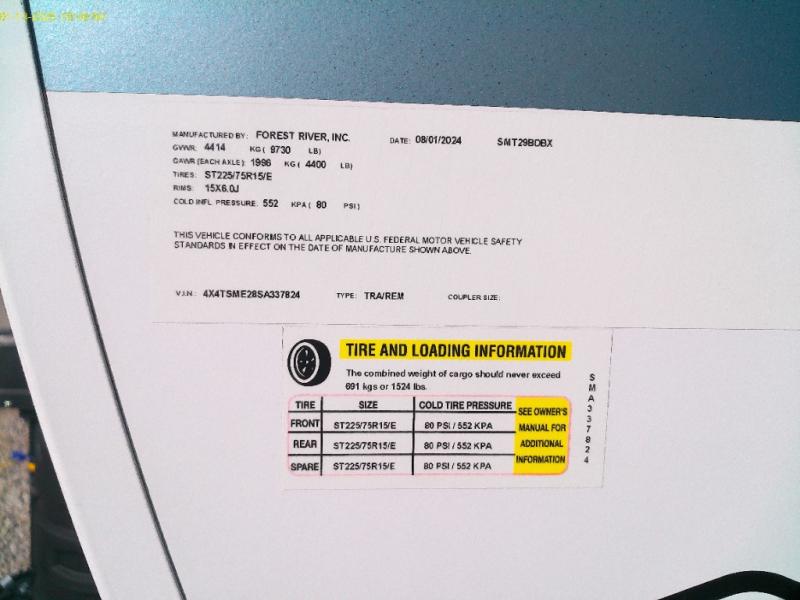 MANUFACTURED BY: FOREST RIVER, INC. DATE: 08/01/2024 SMT29BDBX
GVWR: 4414 KG ( 9730 LB)
GAWR (EACH AXLE): 1996 KG ( 4400 LB)
TIRES: ST225/75R15/E
RIMS: 15X6.0J
COLD INFL. PRESSURE: 552 KPA ( 80 PSI)
THIS VEHICLE CONFORMS TO ALL APPLICABLE U.S. FEDERAL MOTOR VEHICLE SAFETY
STANDARDS IN EFFECT ON THE DATE OF MANUFACTURE SHOWN ABOVE.
V.I.N.: 4X4TSME28SA337824 TYPE: TRA/REM COUPLER SIZE:
TIRE AND LOADING INFORMATION
The combined weight of cargo should never exceed
691 kgs or 1524 lbs.
TIRE SIZE COLD TIRE PRESSURE
FRONT ST225/75R15/E 80 PSI / 552 KPA
REAR ST225/75R15/E 80 PSI / 552 KPA
SPARE ST225/75R15/E 80 PSI / 552 KPA
SEE OWNER'S
MANUAL FOR
ADDITIONAL
INFORMATION
SMA337824